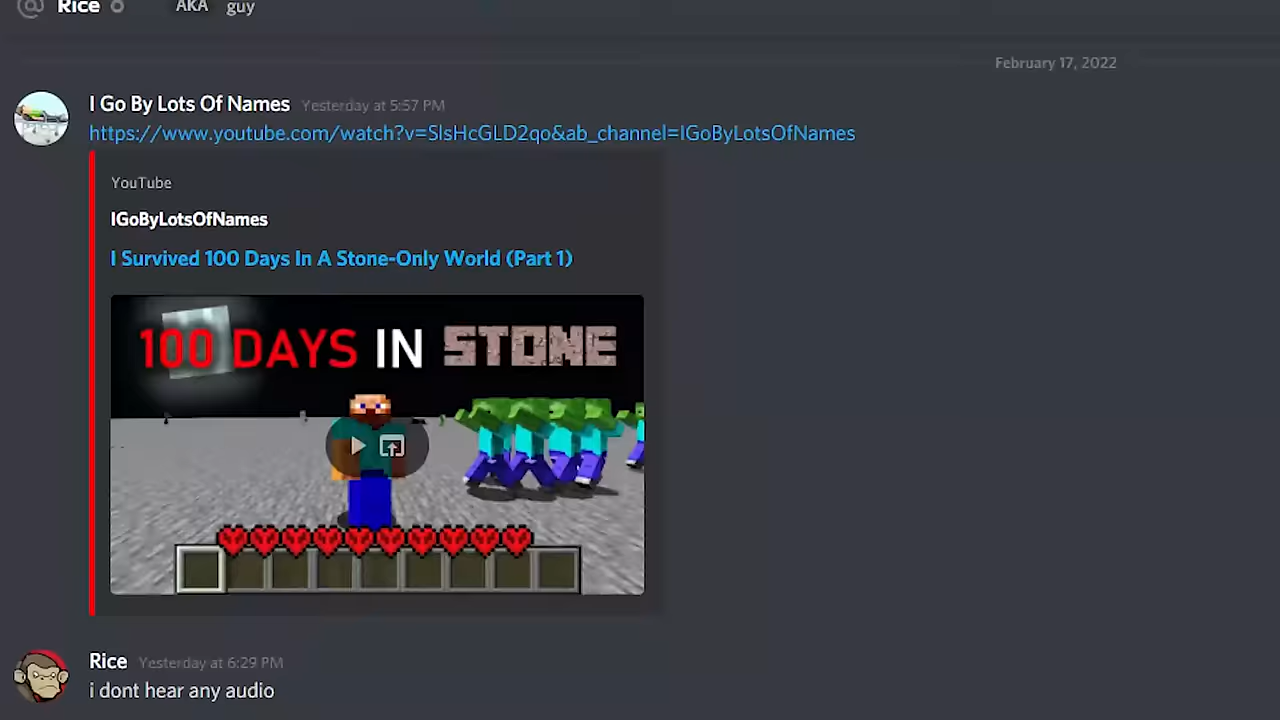 Rice AKA guy
February 17, 2022
I Go By Lots Of Names Yesterday at 5:57 PM
https://www.youtube.com/watch?v=SlsHcGLD2qo&ab_channel=IGoByLotsOfNames
YouTube
IGoByLotsOfNames
I Survived 100 Days In A Stone-Only World (Part 1)
100 DAYS IN STONE
Rice Yesterday at 6:29 PM
i dont hear any audio